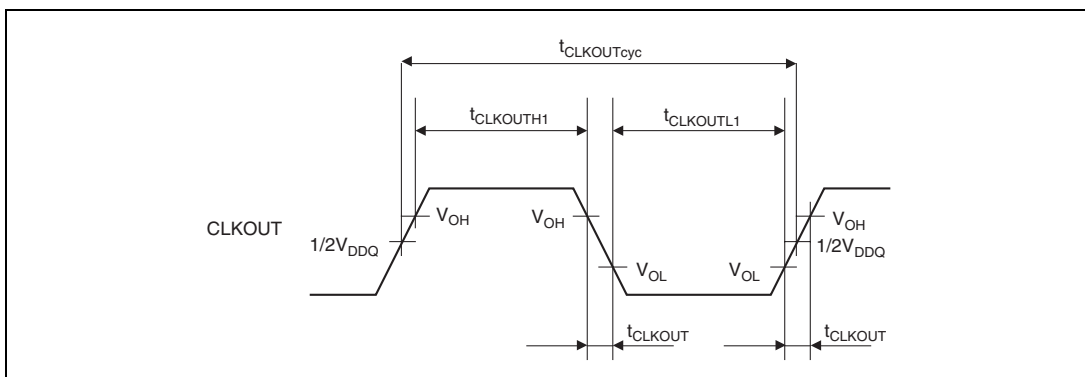 tCLKOUTcyc
tCLKOUTH1 tCLKOUTL1
CLKOUT
VOH VOH VOH
1/2VDDQ 1/2VDDQ
VOL VOL
tCLKOUT tCLKOUT